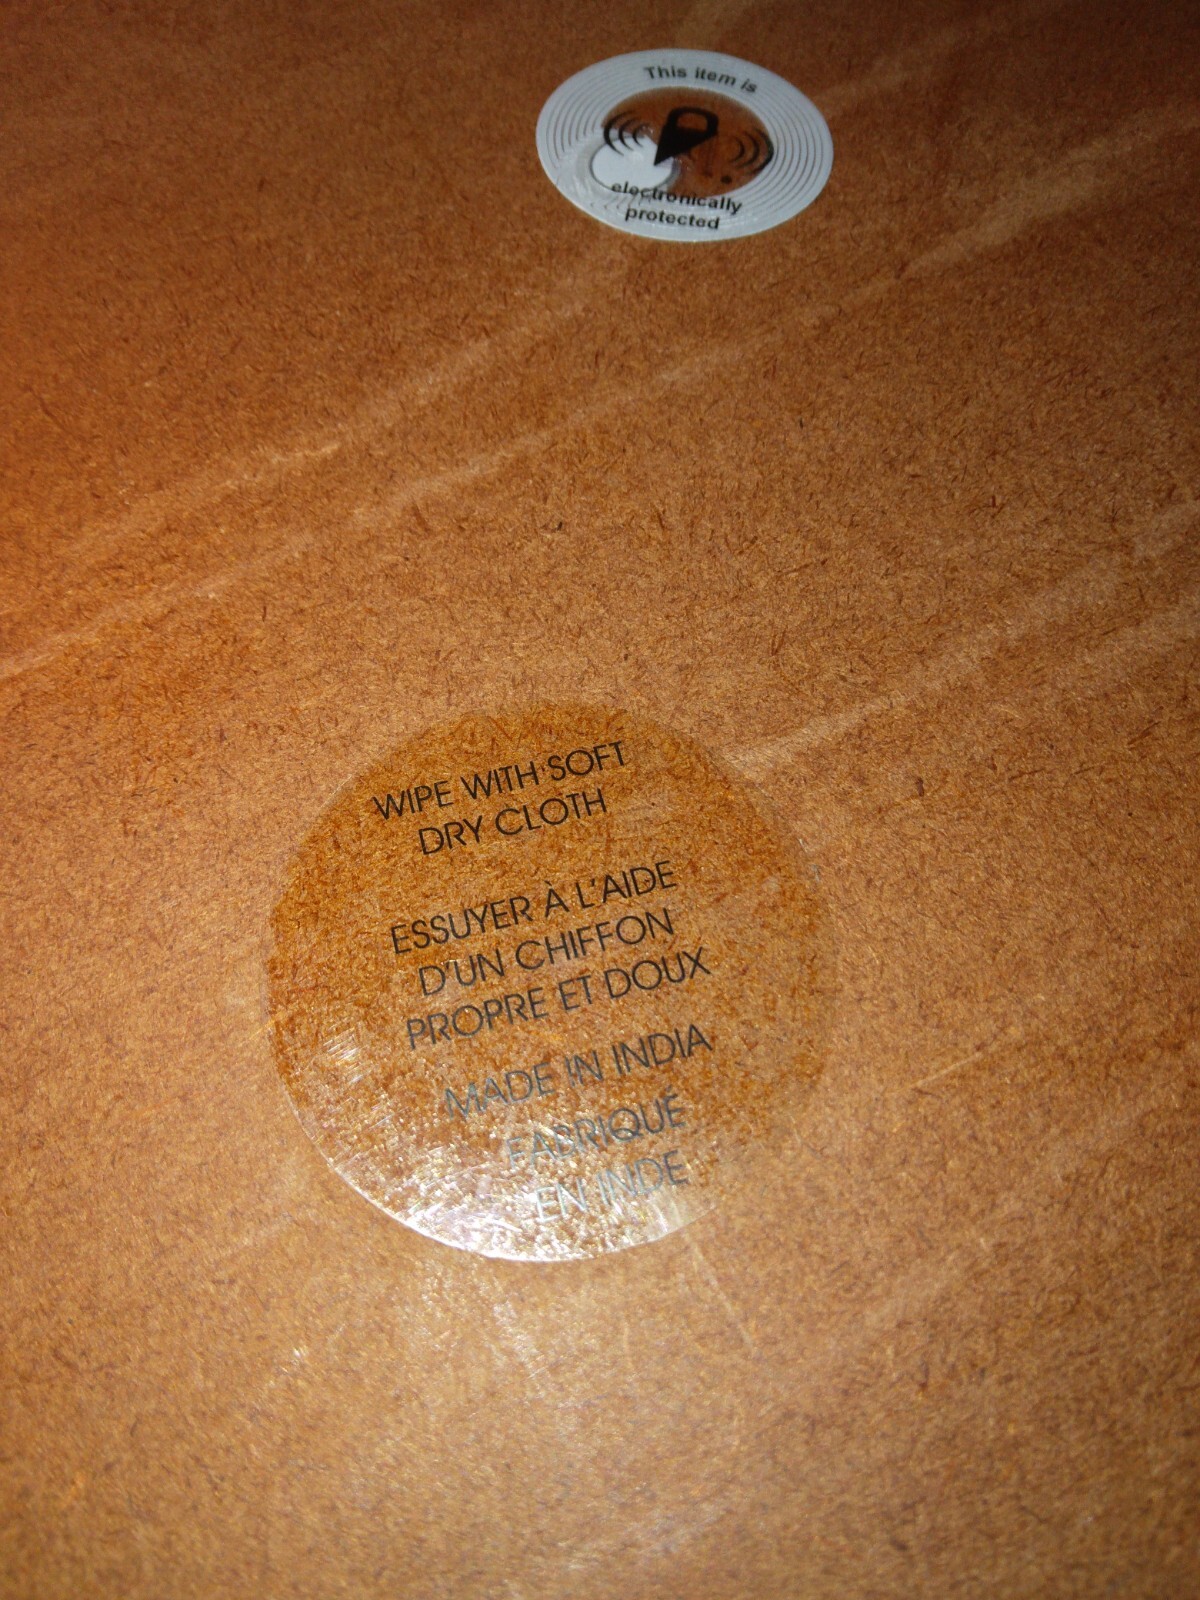 This item is
electronically
protected
WIPE WITH SOFT
DRY CLOTH
ESSUYER À L'AIDE
D'UN CHIFFON
PROPRE ET DOUX
MADE IN INDIA
FABRIQUÉ
EN INDE